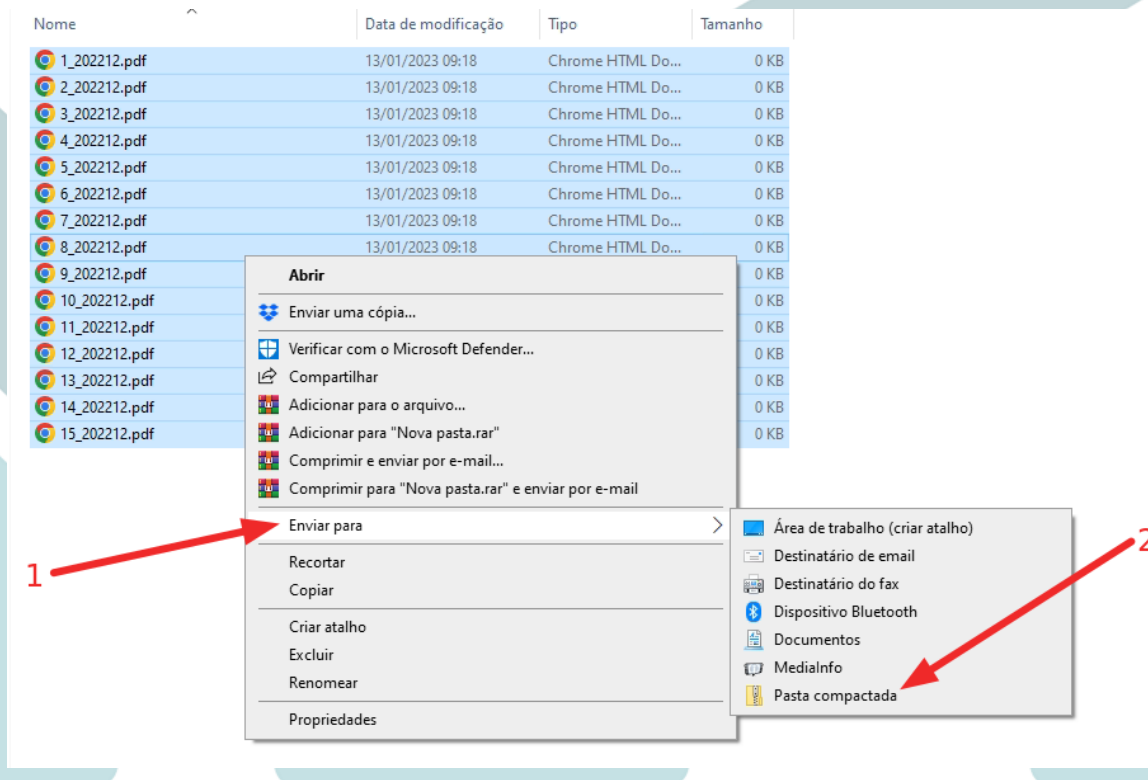 Nome Data de modificação Tipo Tamanho
1_202212.pdf 13/01/2023 09:18 Chrome HTML Do... 0 KB
2_202212.pdf 13/01/2023 09:18 Chrome HTML Do... 0 KB
3_202212.pdf 13/01/2023 09:18 Chrome HTML Do... 0 KB
4_202212.pdf 13/01/2023 09:18 Chrome HTML Do... 0 KB
5_202212.pdf 13/01/2023 09:18 Chrome HTML Do... 0 KB
6_202212.pdf 13/01/2023 09:18 Chrome HTML Do... 0 KB
7_202212.pdf 13/01/2023 09:18 Chrome HTML Do... 0 KB
8_202212.pdf 13/01/2023 09:18 Chrome HTML Do... 0 KB
9_202212.pdf 0 KB
10_202212.pdf 0 KB
11_202212.pdf 0 KB
12_202212.pdf 0 KB
13_202212.pdf 0 KB
14_202212.pdf 0 KB
15_202212.pdf 0 KB
Abrir
Enviar uma cópia...
Verificar com o Microsoft Defender...
Compartilhar
Adicionar para o arquivo...
Adicionar para "Nova pasta.rar"
Comprimir e enviar por e-mail...
Comprimir para "Nova pasta.rar" e enviar por e-mail
Enviar para
Recortar
Copiar
Criar atalho
Excluir
Renomear
Propriedades
1
Área de trabalho (criar atalho)
Destinatário de email
Destinatário do fax
Dispositivo Bluetooth
Documentos
MediaInfo
Pasta compactada
2